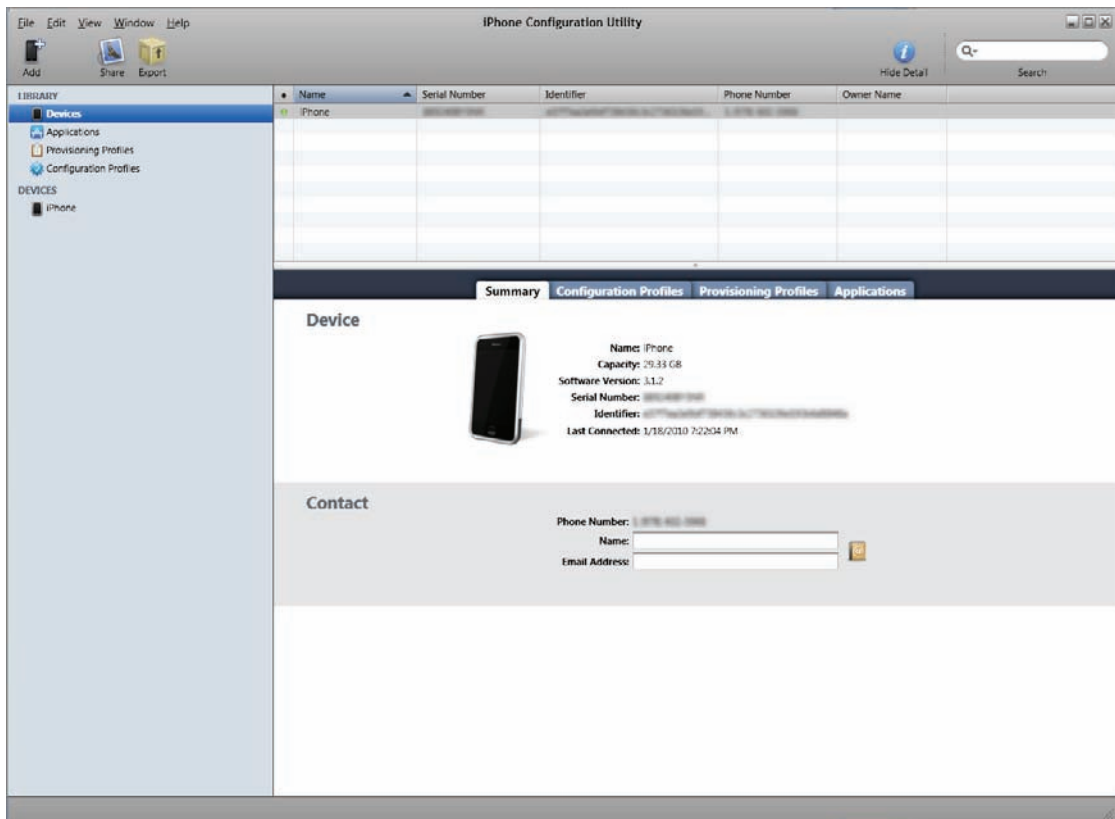 File Edit View Window Help
iPhone Configuration Utility
Add Share Export
Hide Detail
Search
LIBRARY
Devices
Applications
Provisioning Profiles
Configuration Profiles
DEVICES
iPhone
Name Serial Number Identifier Phone Number Owner Name
iPhone
Summary Configuration Profiles Provisioning Profiles Applications
Device
Name: iPhone
Capacity: 29.33 GB
Software Version: 3.1.2
Serial Number:
Identifier:
Last Connected: 1/18/2010 7:22:04 PM
Contact
Phone Number:
Name:
Email Address: